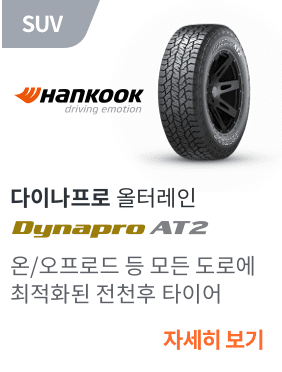 SUV
HANKOOK
driving emotion
다이나프로 올터레인
Dynapro AT2
온/오프로드 등 모든 도로에
최적화된 전천후 타이어
자세히 보기